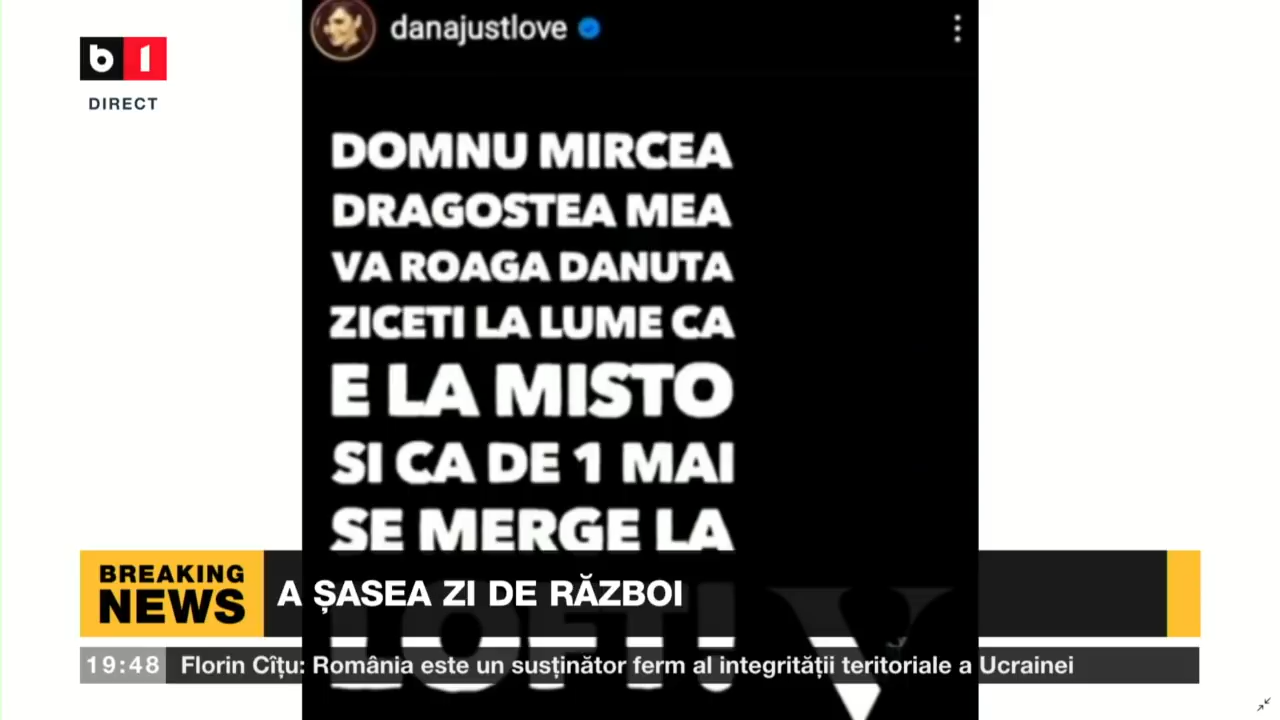 b1
DIRECT
danajustlove
DOMNU MIRCEA
DRAGOSTEA MEA
VA ROAGA DANUTA
ZICETI LA LUME CA
E LA MISTO
SI CA DE 1 MAI
SE MERGE LA
LOFT!
BREAKING
NEWS
A ȘASEA ZI DE RĂZBOI
19:48 Florin Cîțu: România este un susținător ferm al integrității teritoriale a Ucrainei